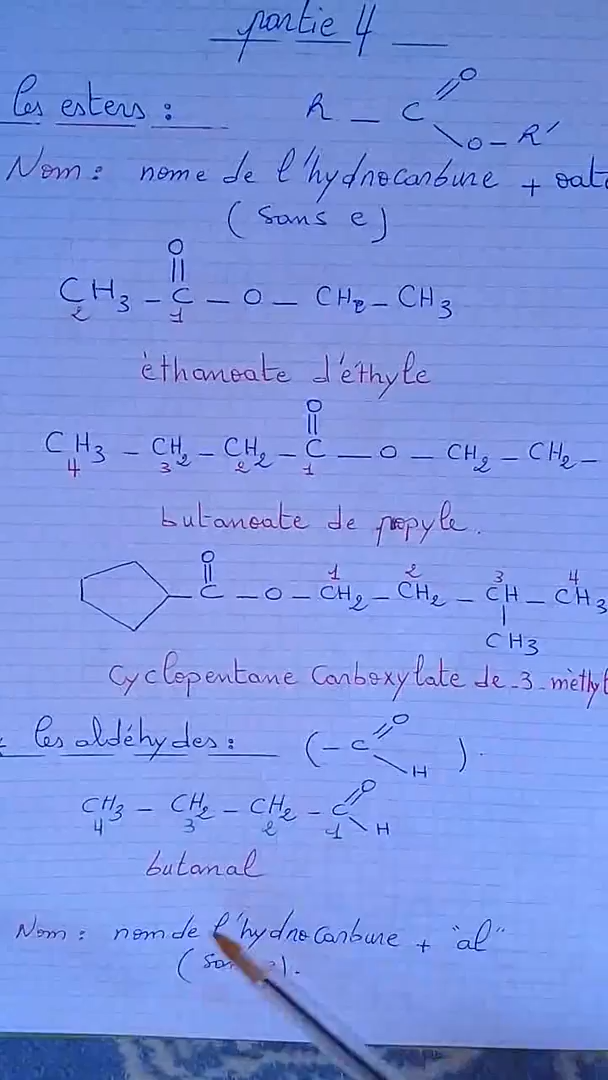 partie 4
les esters :
O
R – C
O – R'
Nom : nome de l'hydrocarbure + oat
(sans e)
O
CH3 – C – O – CH2 – CH3
2 1
éthanoate d'éthyle
O
CH3 – CH2 – CH2 – C – O – CH2 – CH2 –
4 3 2 1
butanoate de propyle.
O 1 2 3 4
C – O – CH2 – CH2 – CH – CH3
CH3
Cyclopentane Carboxylate de -3-méthyl
les aldéhydes : (– C O H).
CH3 – CH2 – CH2 – C O H
4 3 2 1
butanal
Nom : nom de l'hydrocarbure + "al"